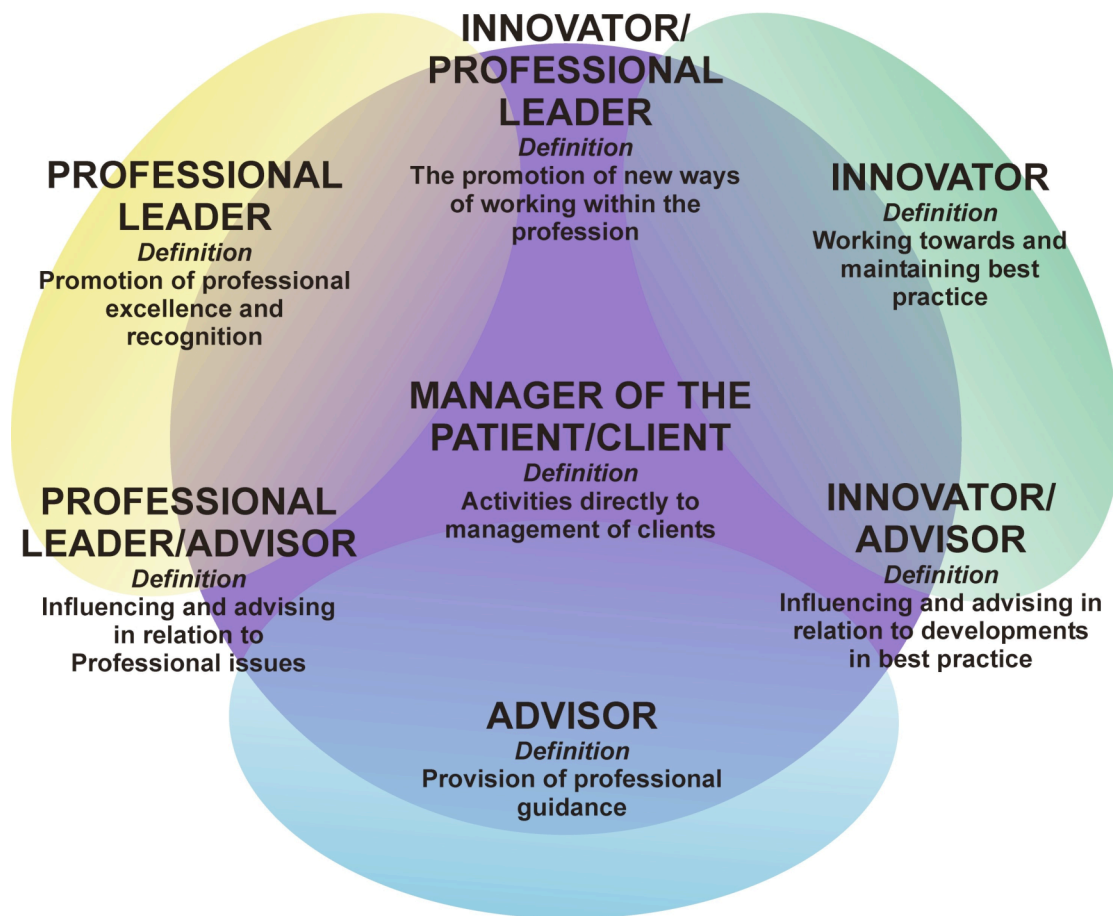 INNOVATOR/
PROFESSIONAL
LEADER
Definition
The promotion of new ways
of working within the
profession
PROFESSIONAL
LEADER
Definition
Promotion of professional
excellence and
recognition
INNOVATOR
Definition
Working towards and
maintaining best
practice
MANAGER OF THE
PATIENT/CLIENT
Definition
Activities directly to
management of clients
PROFESSIONAL
LEADER/ADVISOR
Definition
Influencing and advising
in relation to
Professional issues
INNOVATOR/
ADVISOR
Definition
Influencing and advising in
relation to developments
in best practice
ADVISOR
Definition
Provision of professional
guidance